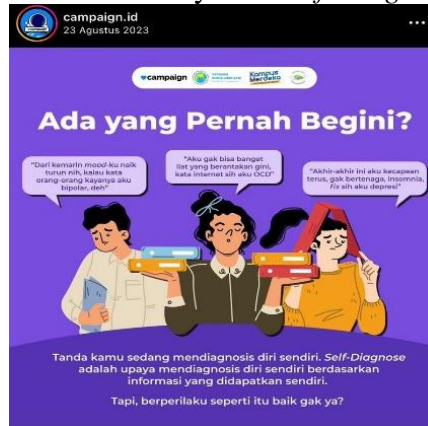 campaign.id
23 Agustus 2023
campaign
Kampus
Merdeka
Ada yang Pernah Begini?
"Dari kemarin mood-ku naik
turun nih, kalau kata
orang-orang kayanya aku
bipolar, deh"
"Aku gak bisa banget
liat yang berantakan gini,
kata internet sih aku OCD"
"Akhir-akhir ini aku kecapean
terus, gak bertenaga, insomnia,
Fix sih aku depresi"
Tanda kamu sedang mendiagnosis diri sendiri. Self-Diagnose
adalah upaya mendiagnosis diri sendiri berdasarkan
informasi yang didapatkan sendiri.
Tapi, berperilaku seperti itu baik gak ya?